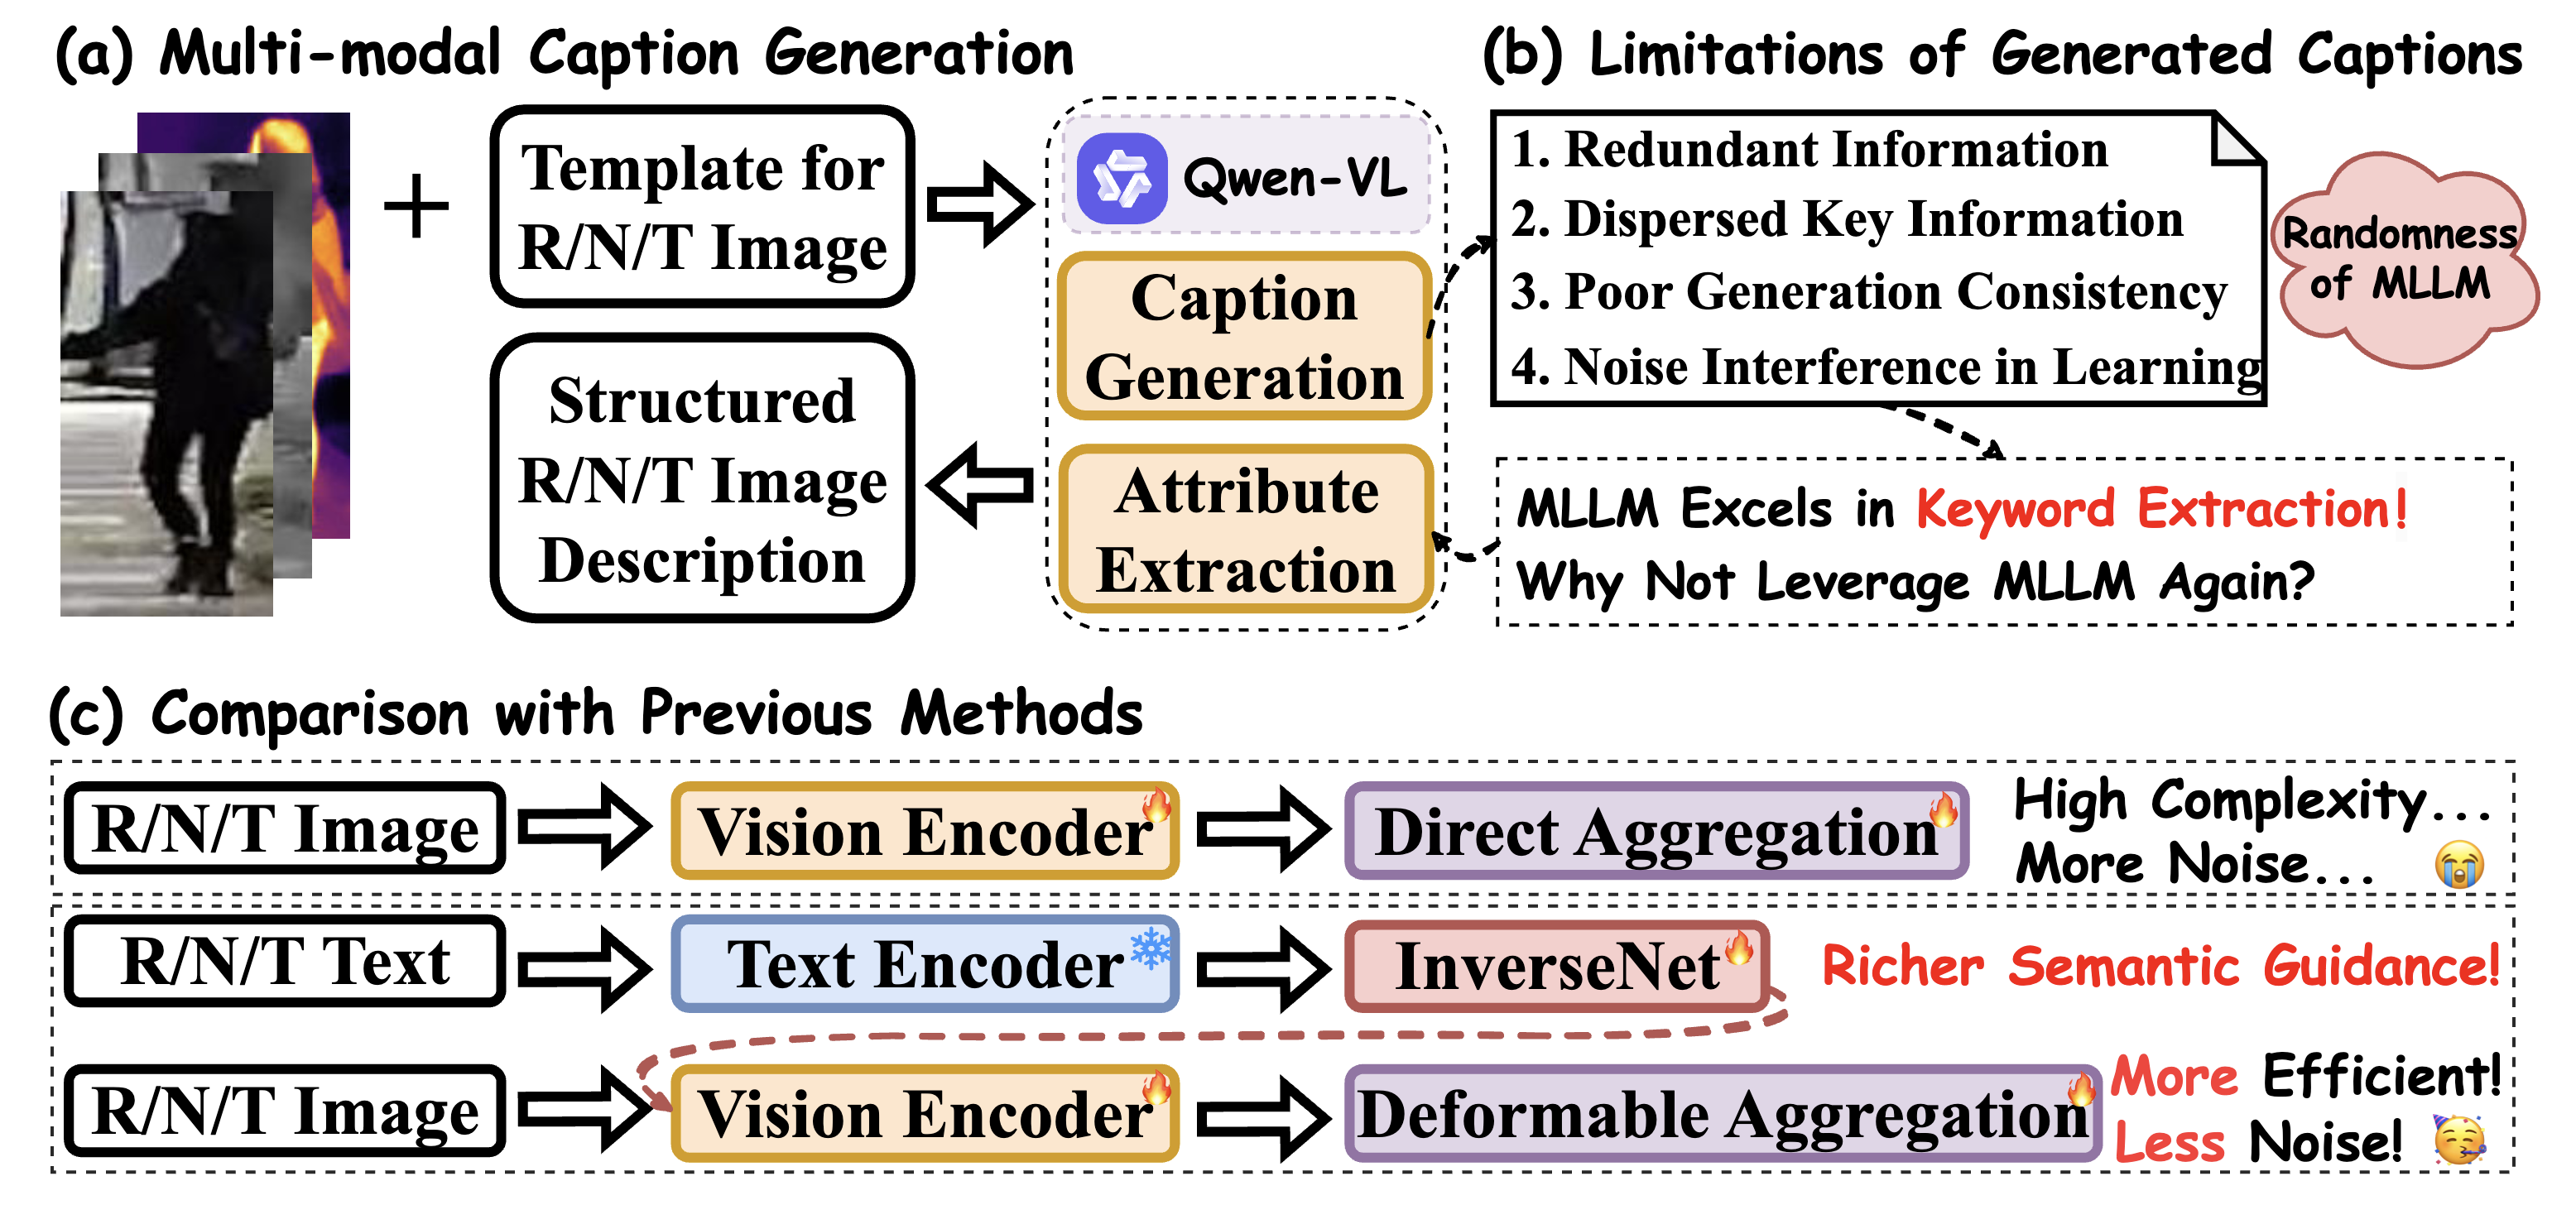 (a) Multi-modal Caption Generation
Template for
R/N/T Image
Structured
R/N/T Image
Description
Qwen-VL
Caption
Generation
Attribute
Extraction
(b) Limitations of Generated Captions
1. Redundant Information
2. Dispersed Key Information
3. Poor Generation Consistency
4. Noise Interference in Learning
Randomness
of MLLM
MLLM Excels in Keyword Extraction!
Why Not Leverage MLLM Again?
(c) Comparison with Previous Methods
R/N/T Image
Vision Encoder
Direct Aggregation
High Complexity...
More Noise...
R/N/T Text
Text Encoder
InverseNet
Richer Semantic Guidance!
R/N/T Image
Vision Encoder
Deformable Aggregation
More Efficient!
Less Noise!